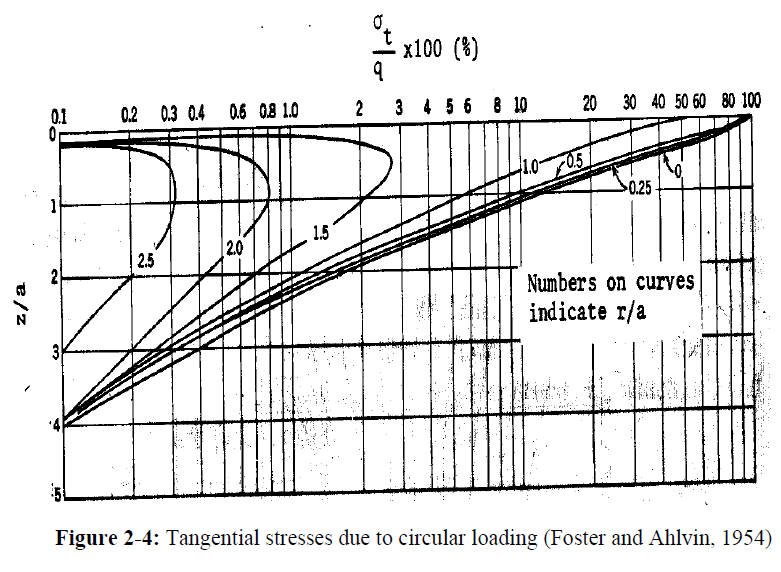 σt/q x100 (%)
0.1 0.2 0.3 0.4 0.6 0.8 1.0 2 3 4 5 6 8 10 20 30 40 50 60 80 100
0
1
2
3
4
5
z/a
2.5
2.0
1.5
1.0
0.5
0
0.25
Numbers on curves
indicate r/a
Figure 2-4: Tangential stresses due to circular loading (Foster and Ahlvin, 1954)